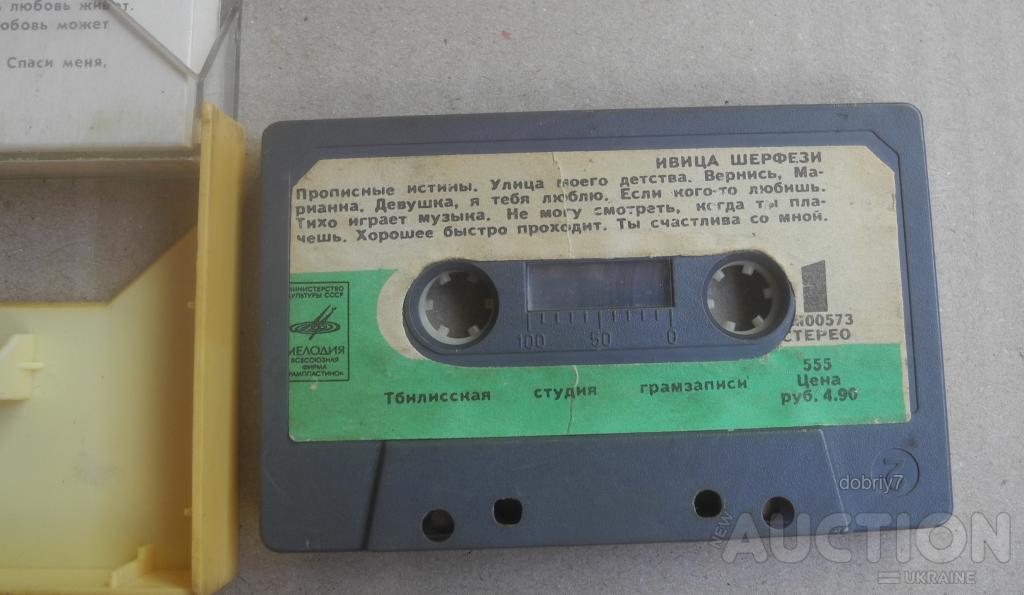 любовь живет.
любовь может
Спаси меня,
ИВИЦА ШЕРФЕЗИ
Прописные истины. Улица моего детства. Вернись, Ма-
рианна. Девушка, я тебя люблю. Если кого-то любишь.
Тихо играет музыка. Не могу смотреть, когда ты пла-
чешь. Хорошее быстро проходит. Ты счастлива со мной.
МИНИСТЕРСТВО
КУЛЬТУРЫ СССР
МЕЛОДИЯ
ВСЕСОЮЗНАЯ
ФИРМА
ГРАМПЛАСТИНОК
1
00573
СТЕРЕО
100 50 0
Тбилисская студия грамзаписи
555
Цена
руб. 4.90
7
dobriy7
NEW
AUCTION
UKRAINE